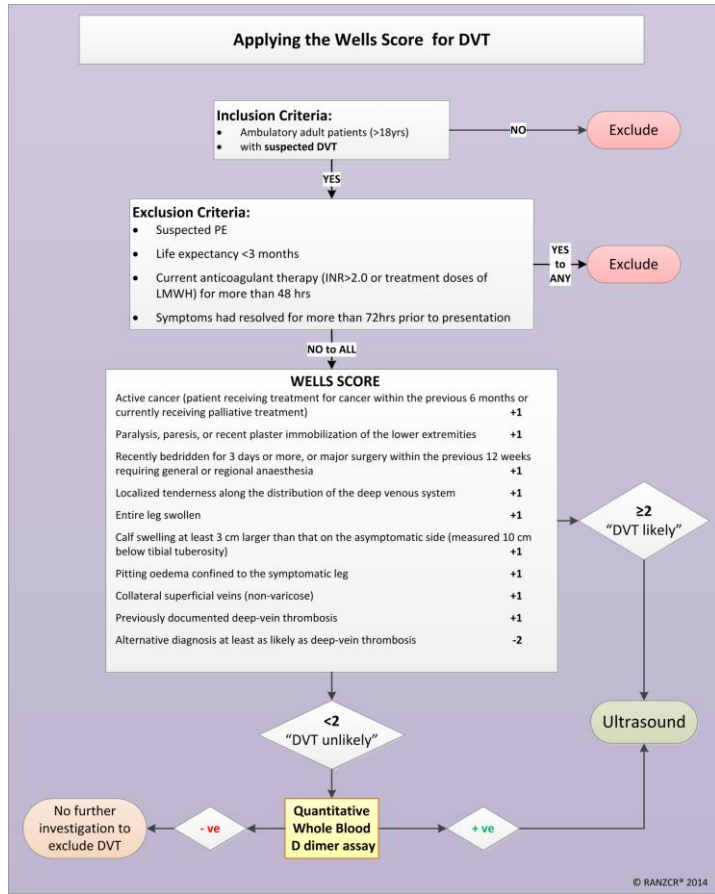 Applying the Wells Score for DVT
Inclusion Criteria:
• Ambulatory adult patients (>18yrs)
• with suspected DVT
NO
Exclude
YES
Exclusion Criteria:
• Suspected PE
• Life expectancy <3 months
• Current anticoagulant therapy (INR>2.0 or treatment doses of
LMWH) for more than 48 hrs
• Symptoms had resolved for more than 72hrs prior to presentation
YES
to
ANY
Exclude
NO to ALL
WELLS SCORE
Active cancer (patient receiving treatment for cancer within the previous 6 months or
currently receiving palliative treatment) +1
Paralysis, paresis, or recent plaster immobilization of the lower extremities +1
Recently bedridden for 3 days or more, or major surgery within the previous 12 weeks
requiring general or regional anaesthesia +1
Localized tenderness along the distribution of the deep venous system +1
Entire leg swollen +1
Calf swelling at least 3 cm larger than that on the asymptomatic side (measured 10 cm
below tibial tuberosity) +1
Pitting oedema confined to the symptomatic leg +1
Collateral superficial veins (non-varicose) +1
Previously documented deep-vein thrombosis +1
Alternative diagnosis at least as likely as deep-vein thrombosis -2
≥2
"DVT likely"
<2
"DVT unlikely"
Ultrasound
No further
investigation to
exclude DVT
- ve
Quantitative
Whole Blood
D dimer assay
+ ve
© RANZCR® 2014